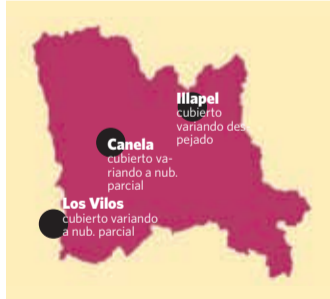 Illapel
cubierto
variando des-
pejado
Canela
cubierto va-
riando a nub.
parcial
Los Vilos
cubierto variando
a nub. parcial